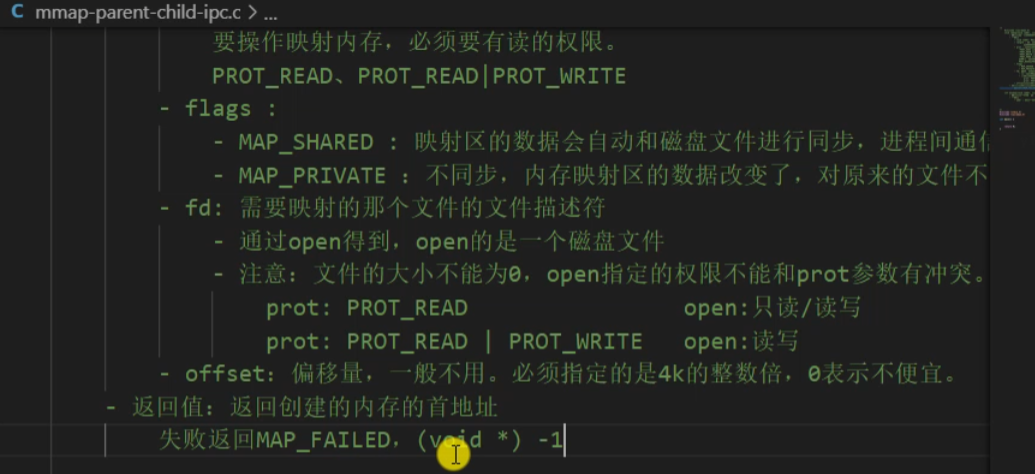 C mmap-parent-child-ipc.c > ...
要操作映射内存，必须要有读的权限。
PROT_READ、PROT_READ|PROT_WRITE
- flags :
- MAP_SHARED : 映射区的数据会自动和磁盘文件进行同步，进程间通信
- MAP_PRIVATE : 不同步，内存映射区的数据改变了，对原来的文件不
- fd: 需要映射的那个文件的文件描述符
- 通过open得到，open的是一个磁盘文件
- 注意：文件的大小不能为0，open指定的权限不能和prot参数有冲突。
prot: PROT_READ open:只读/读写
prot: PROT_READ | PROT_WRITE open:读写
- offset: 偏移量，一般不用。必须指定的是4k的整数倍，0表示不便宜。
- 返回值：返回创建的内存的首地址
失败返回MAP_FAILED，(void *) -1